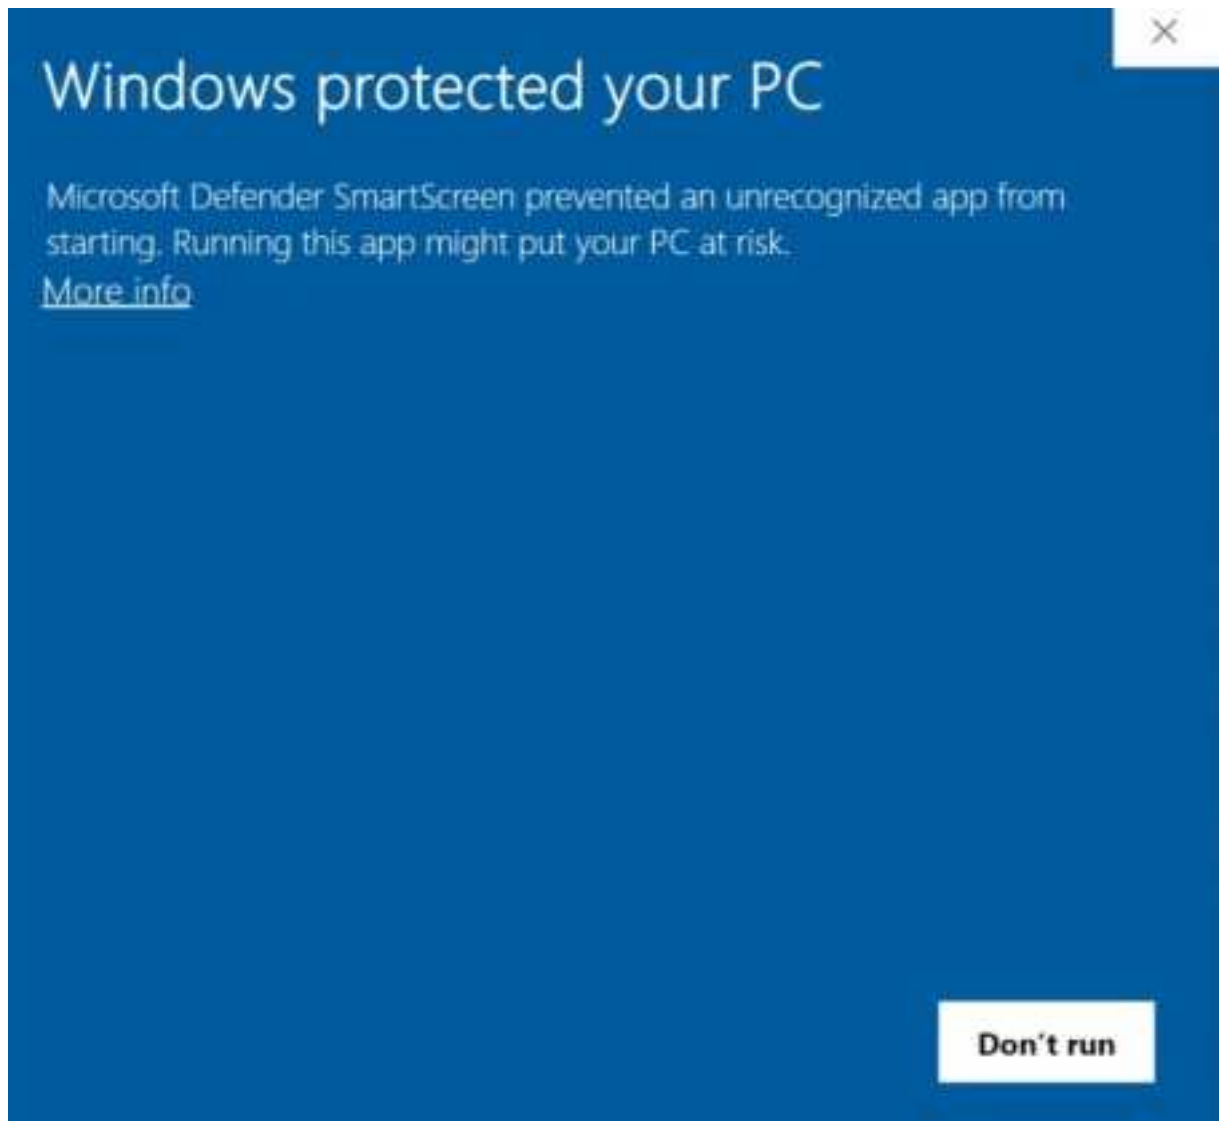 Windows protected your PC
Microsoft Defender SmartScreen prevented an unrecognized app from
starting. Running this app might put your PC at risk.
More info
Don't run